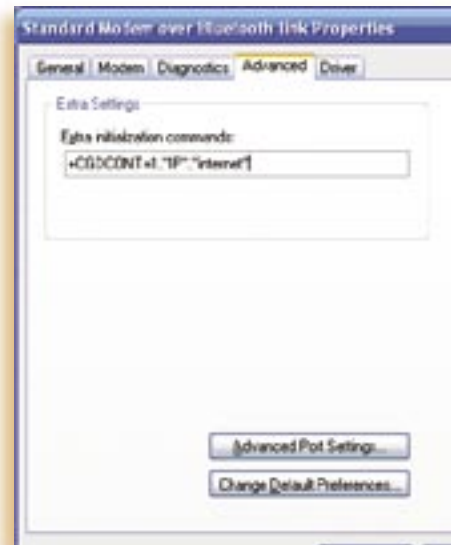 Standard Modem over Bluetooth link Properties
General Modem Diagnostics Advanced Driver
Extra Settings
Extra initialization commands:
+CGDCONT=1,"IP","internet"
Advanced Port Settings...
Change Default Preferences...